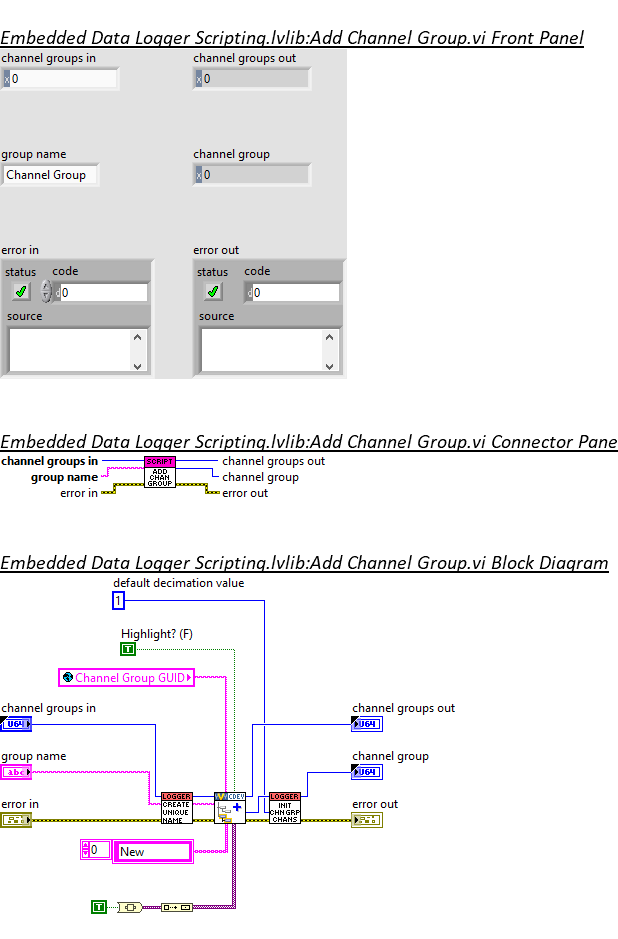 Embedded Data Logger Scripting.lvlib:Add Channel Group.vi Front Panel
channel groups in channel groups out
x 0 x 0
group name channel group
Channel Group x 0
error in error out
status code status code
d 0 d 0
source source
Embedded Data Logger Scripting.lvlib:Add Channel Group.vi Connector Pane
channel groups in SCRIPT channel groups out
group name ADD CHAN GROUP channel group
error in error out
Embedded Data Logger Scripting.lvlib:Add Channel Group.vi Block Diagram
default decimation value
1
Highlight? (F)
T
Channel Group GUID
channel groups in channel groups out
U64 U64
group name channel group
abc U64
LOGGER CDEV LOGGER
error in CREATE UNIQUE NAME INIT CHN GRP CHANS error out
0 New
T